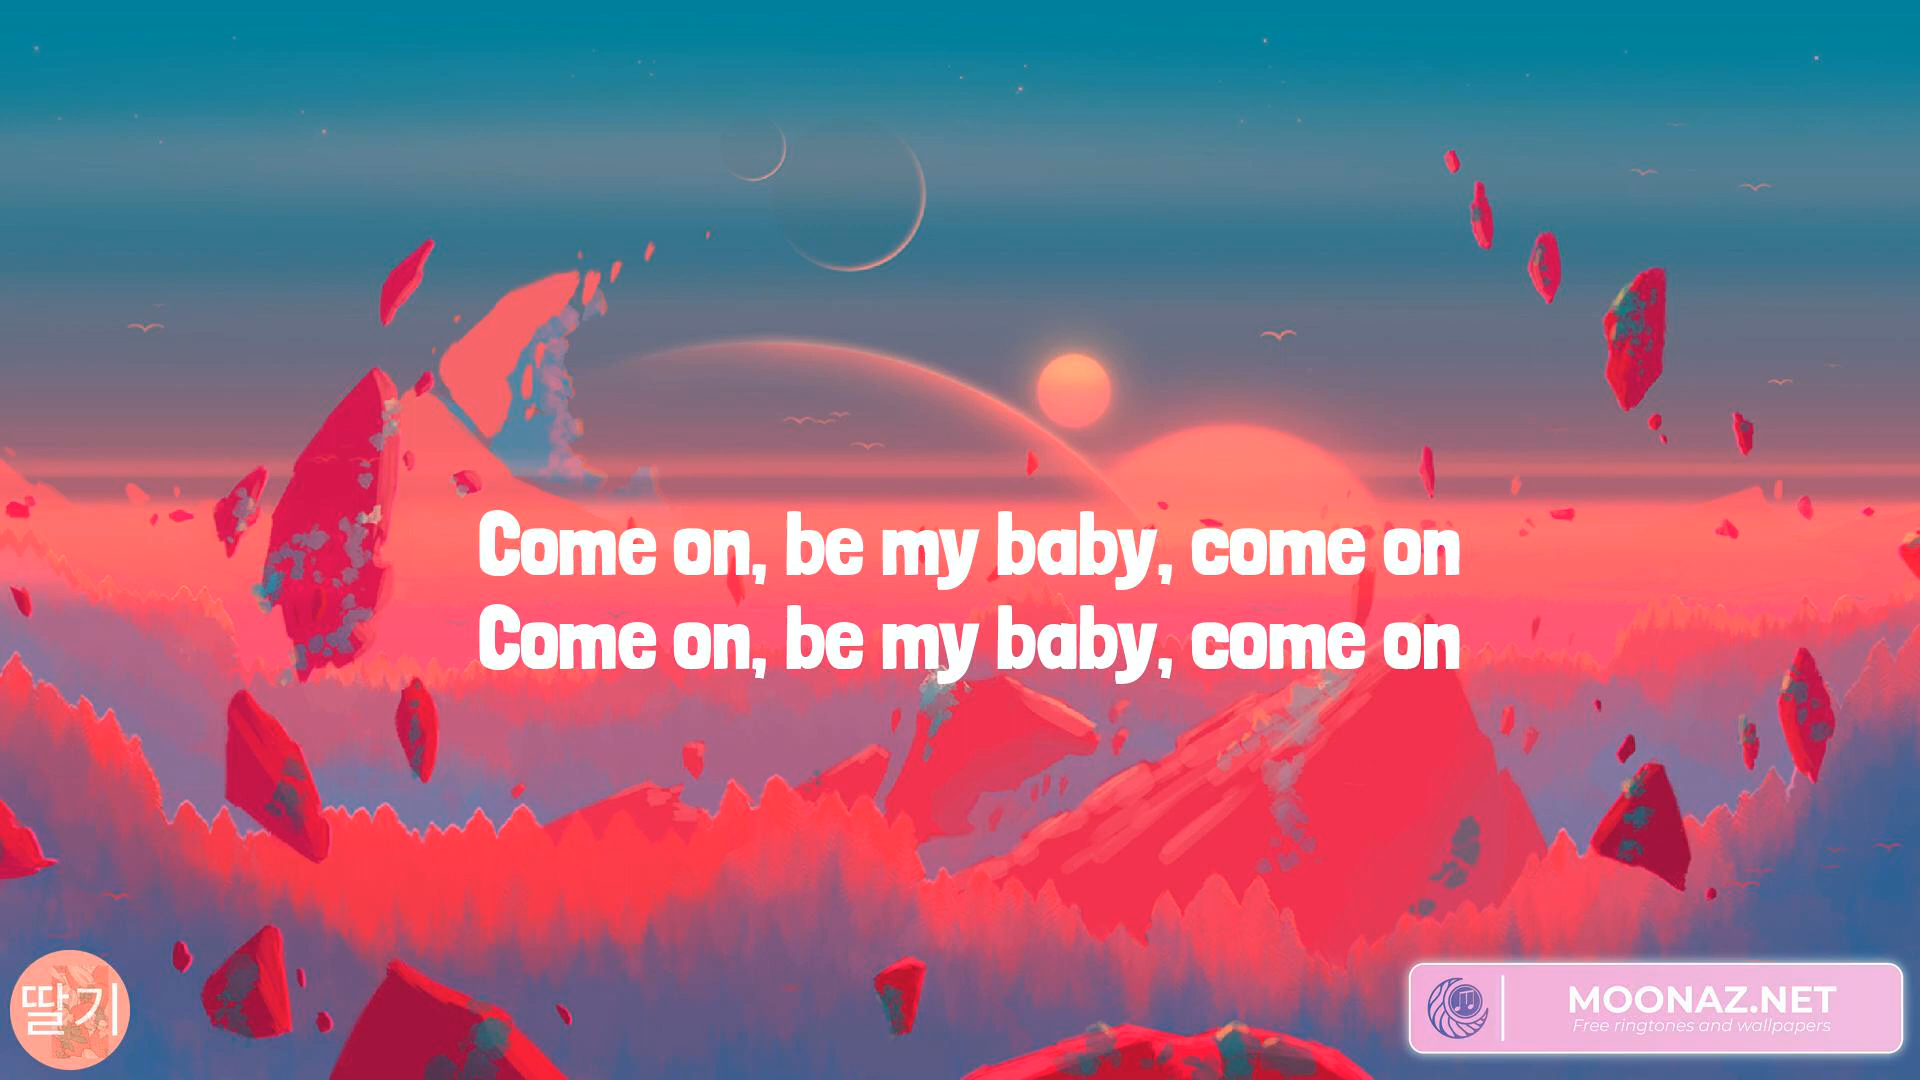 Come on, be my baby, come on
Come on, be my baby, come on
딸기
MOONAZ.NET
Free ringtones and wallpapers